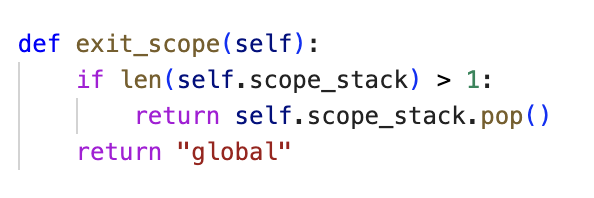 def exit_scope(self):
    if len(self.scope_stack) > 1:
        return self.scope_stack.pop()
    return "global"